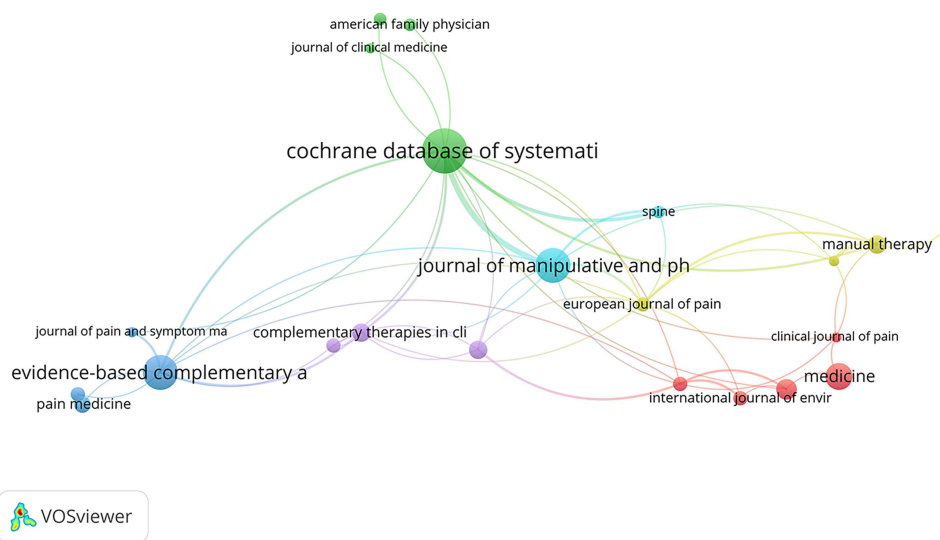 american family physician
journal of clinical medicine
cochrane database of systemati
spine
manual therapy
journal of manipulative and ph
european journal of pain
journal of pain and symptom ma
complementary therapies in cli
clinical journal of pain
evidence-based complementary a
medicine
pain medicine
international journal of envir
VOSviewer